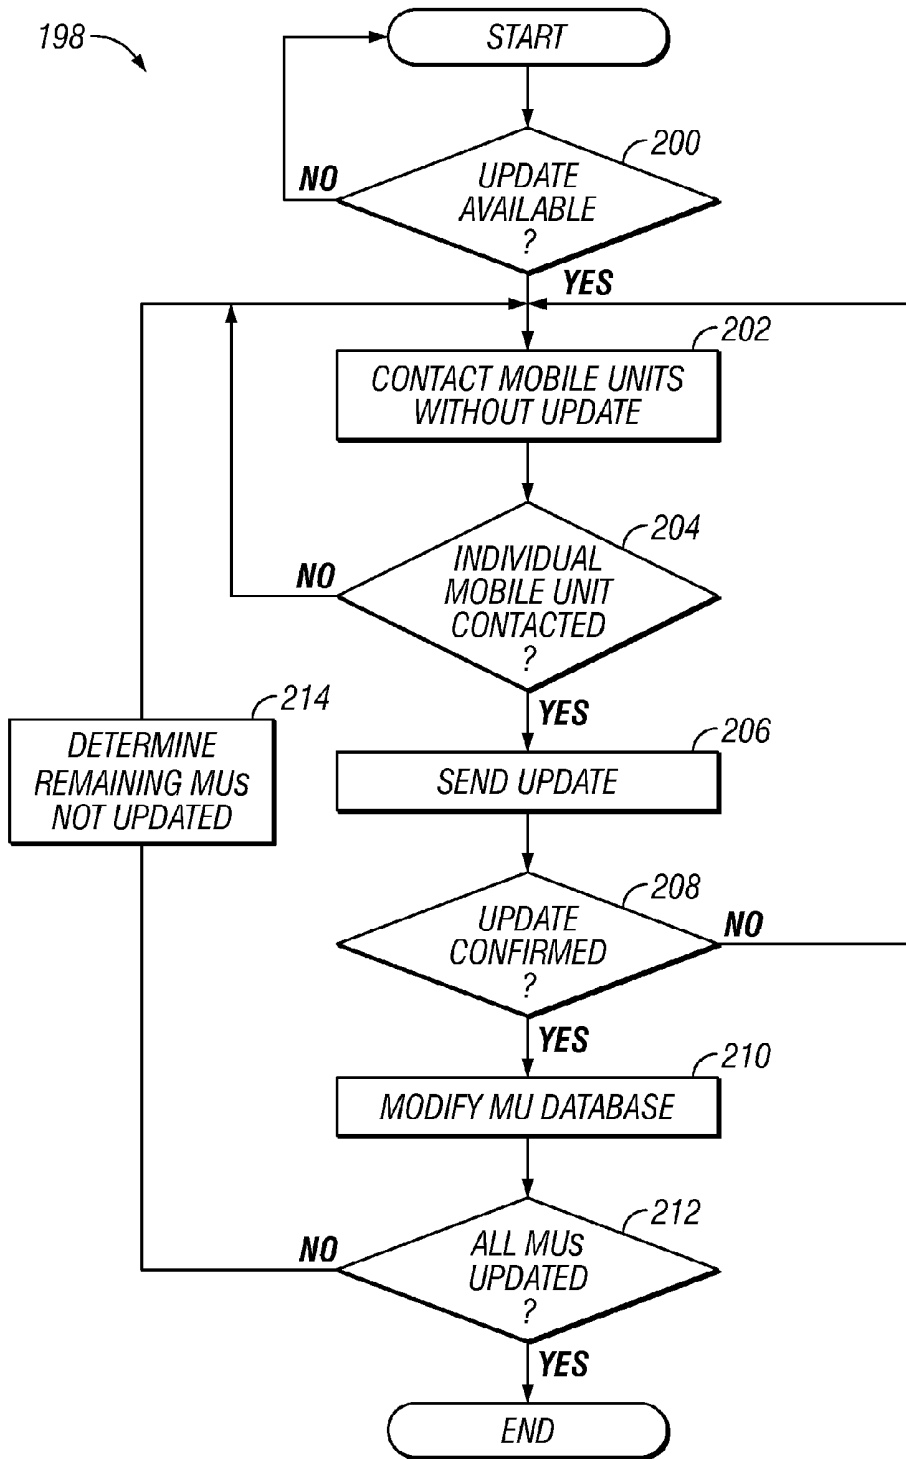 198
START
200
UPDATE
AVAILABLE
?
NO
YES
202
CONTACT MOBILE UNITS
WITHOUT UPDATE
204
INDIVIDUAL
MOBILE UNIT
CONTACTED
?
NO
YES
214
DETERMINE
REMAINING MUs
NOT UPDATED
206
SEND UPDATE
208
UPDATE
CONFIRMED
?
NO
YES
210
MODIFY MU DATABASE
212
ALL MUs
UPDATED
?
NO
YES
END